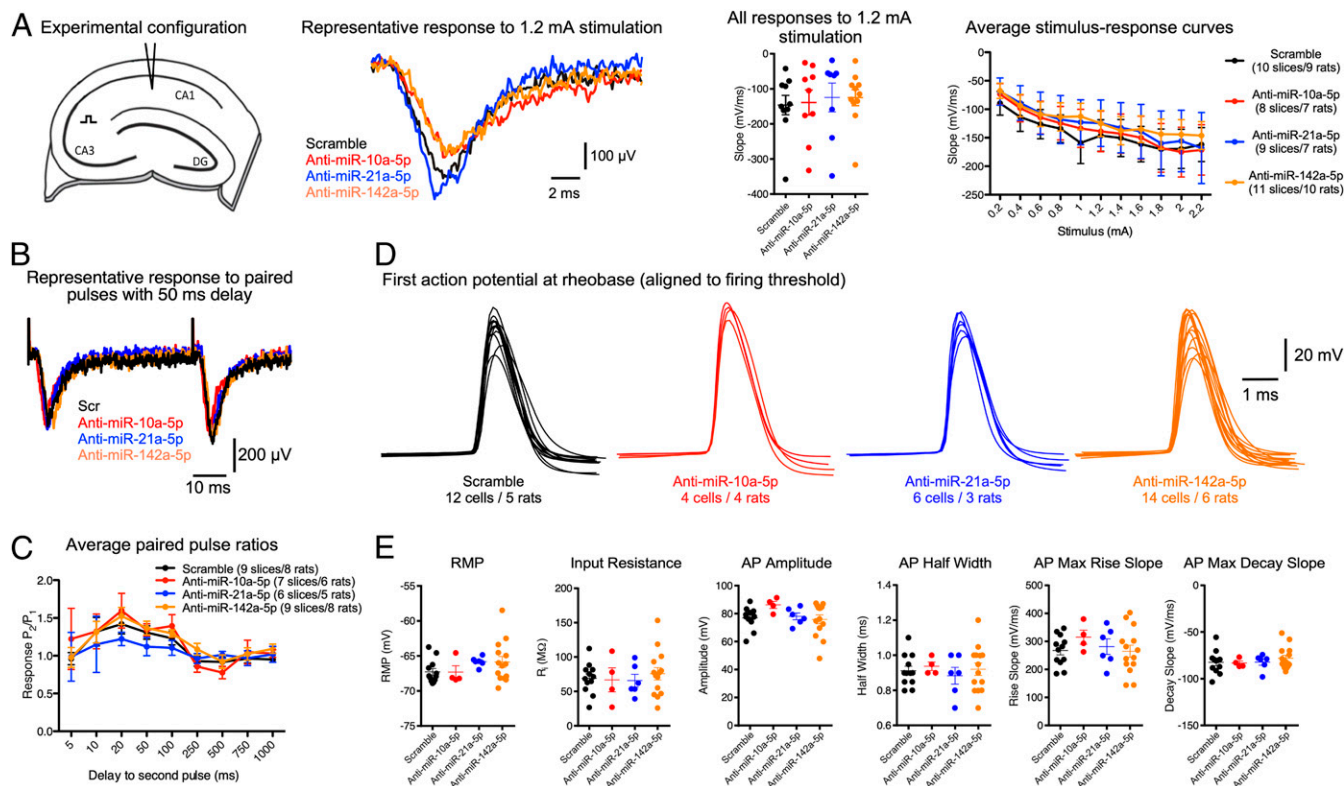 A
Experimental configuration
CA1
CA3
DG
Representative response to 1.2 mA stimulation
Scramble
Anti-miR-10a-5p
Anti-miR-21a-5p
Anti-miR-142a-5p
100 µV
2 ms
All responses to 1.2 mA
stimulation
Slope (mV/ms)
0
-100
-200
-300
-400
Scramble
Anti-miR-10a-5p
Anti-miR-21a-5p
Anti-miR-142a-5p
Average stimulus-response curves
Slope (mV/ms)
0
-50
-100
-150
-200
-250
0.2
0.4
0.6
0.8
1
1.2
1.4
1.6
1.8
2
2.2
Stimulus (mA)
Scramble
(10 slices/9 rats)
Anti-miR-10a-5p
(8 slices/7 rats)
Anti-miR-21a-5p
(9 slices/7 rats)
Anti-miR-142a-5p
(11 slices/10 rats)
B
Representative response to paired
pulses with 50 ms delay
Scr
Anti-miR-10a-5p
Anti-miR-21a-5p
Anti-miR-142a-5p
200 µV
10 ms
D
First action potential at rheobase (aligned to firing threshold)
20 mV
1 ms
Scramble
12 cells / 5 rats
Anti-miR-10a-5p
4 cells / 4 rats
Anti-miR-21a-5p
6 cells / 3 rats
Anti-miR-142a-5p
14 cells / 6 rats
C
Average paired pulse ratios
Scramble (9 slices/8 rats)
Anti-miR-10a-5p (7 slices/6 rats)
Anti-miR-21a-5p (6 slices/5 rats)
Anti-miR-142a-5p (9 slices/8 rats)
Response P2/P1
2.0
1.5
1.0
0.5
0.0
5
10
20
50
100
250
500
750
1000
Delay to second pulse (ms)
E
RMP
RMP (mV)
-55
-60
-65
-70
-75
Scramble
Anti-miR-10a-5p
Anti-miR-21a-5p
Anti-miR-142a-5p
Input Resistance
Ri (MΩ)
200
150
100
50
0
Scramble
Anti-miR-10a-5p
Anti-miR-21a-5p
Anti-miR-142a-5p
AP Amplitude
Amplitude (mV)
100
80
60
40
20
0
Scramble
Anti-miR-10a-5p
Anti-miR-21a-5p
Anti-miR-142a-5p
AP Half Width
Half Width (ms)
1.4
1.2
1.0
0.8
0.6
Scramble
Anti-miR-10a-5p
Anti-miR-21a-5p
Anti-miR-142a-5p
AP Max Rise Slope
Rise Slope (mV/ms)
500
400
300
200
100
0
Scramble
Anti-miR-10a-5p
Anti-miR-21a-5p
Anti-miR-142a-5p
AP Max Decay Slope
Decay Slope (mV/ms)
0
-50
-100
-150
Scramble
Anti-miR-10a-5p
Anti-miR-21a-5p
Anti-miR-142a-5p